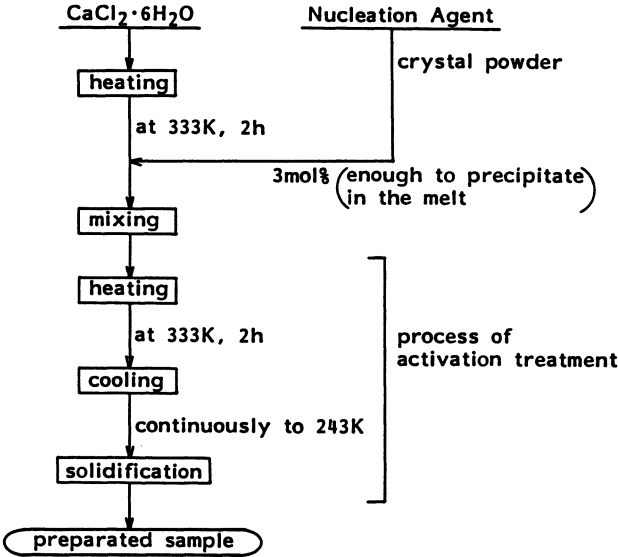 CaCl₂·6H₂O
Nucleation Agent
crystal powder
heating
at 333K, 2h
3mol% (enough to precipitate
in the melt)
mixing
heating
at 333K, 2h
process of
activation treatment
cooling
continuously to 243K
solidification
preparated sample